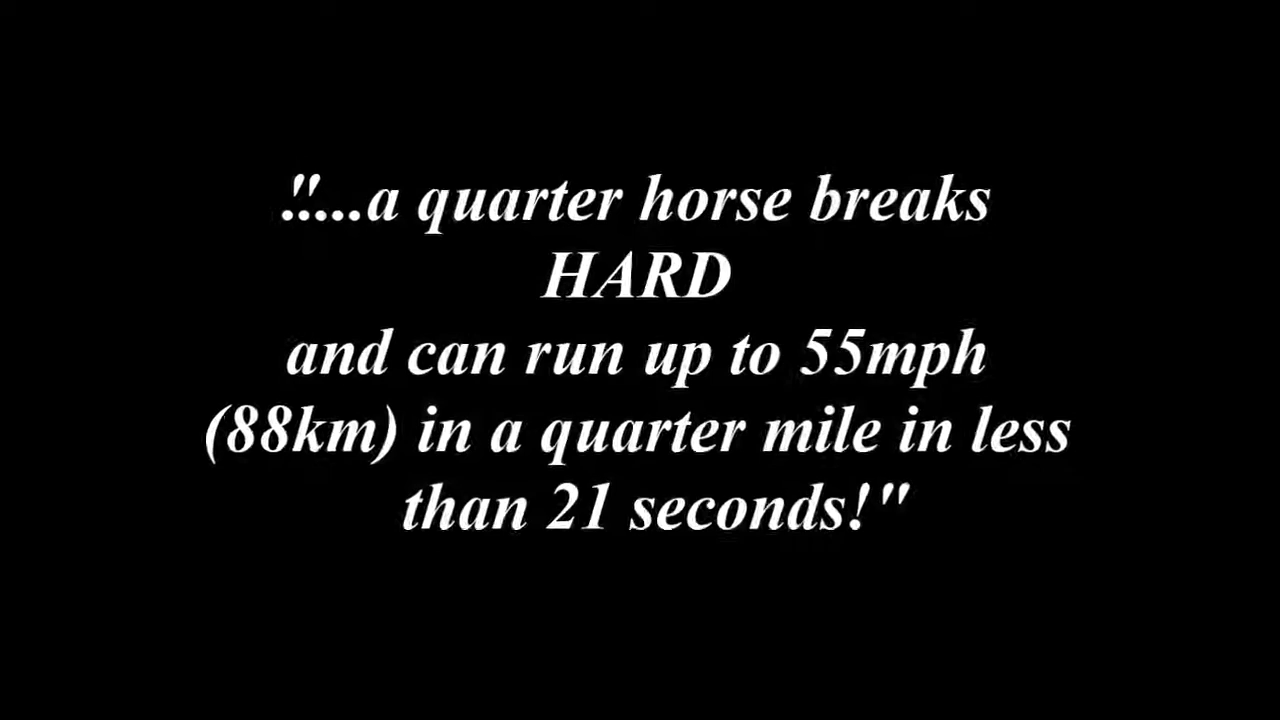 ".....a quarter horse breaks
HARD
and can run up to 55mph
(88km) in a quarter mile in less
than 21 seconds!"